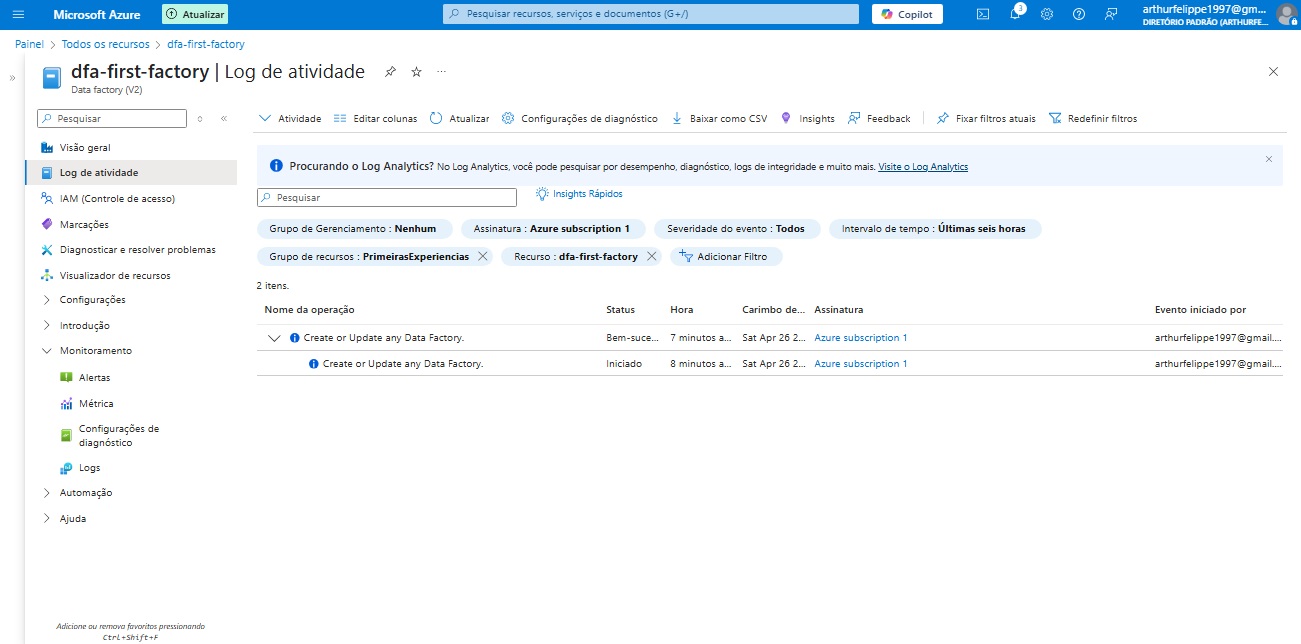 Microsoft Azure
Atualizar
Pesquisar recursos, serviços e documentos (G+/)
Copilot
3
arthurfelippe1997@gm...
DIRETÓRIO PADRÃO (ARTHURFE...
Painel > Todos os recursos > dfa-first-factory
dfa-first-factory | Log de atividade
Data factory (V2)
Pesquisar
Visão geral
Log de atividade
IAM (Controle de acesso)
Marcações
Diagnosticar e resolver problemas
Visualizador de recursos
Configurações
Introdução
Monitoramento
Alertas
Métrica
Configurações de
diagnóstico
Logs
Automação
Ajuda
Adicione ou remova favoritos pressionando
Ctrl+Shift+F
Atividade Editar colunas Atualizar Configurações de diagnóstico Baixar como CSV Insights Feedback Fixar filtros atuais Redefinir filtros
Procurando o Log Analytics? No Log Analytics, você pode pesquisar por desempenho, diagnóstico, logs de integridade e muito mais. Visite o Log Analytics
Pesquisar
Insights Rápidos
Grupo de Gerenciamento : Nenhum Assinatura : Azure subscription 1 Severidade do evento : Todos Intervalo de tempo : Últimas seis horas
Grupo de recursos : PrimeirasExperiencias Recurso : dfa-first-factory Adicionar Filtro
2 itens.
Nome da operação Status Hora Carimbo de... Assinatura Evento iniciado por
Create or Update any Data Factory. Bem-suce... 7 minutos a... Sat Apr 26 2... Azure subscription 1 arthurfelippe1997@gmail....
Create or Update any Data Factory. Iniciado 8 minutos a... Sat Apr 26 2... Azure subscription 1 arthurfelippe1997@gmail....